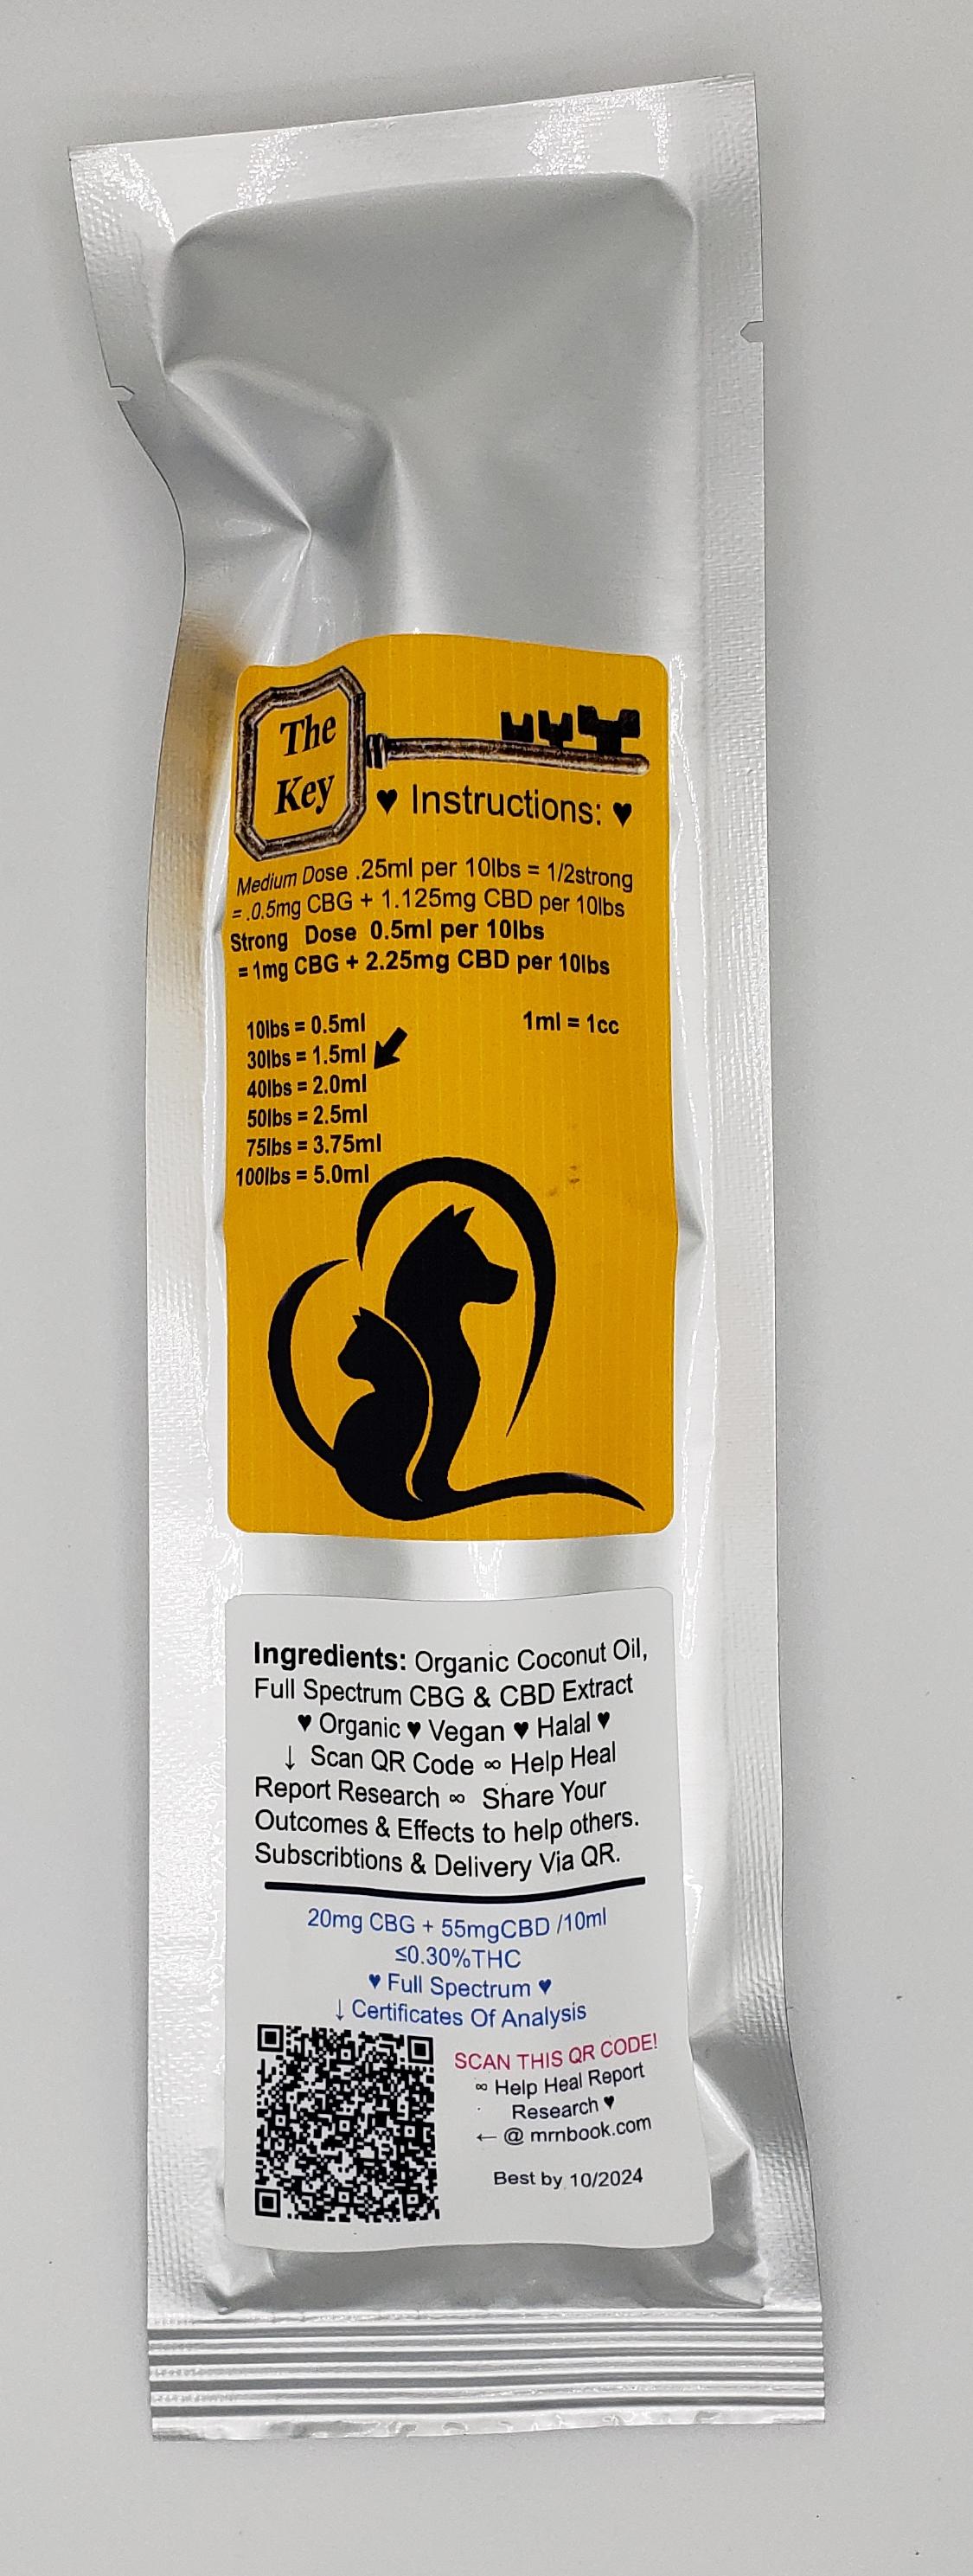 The
Key
♥ Instructions: ♥
Medium Dose .25ml per 10lbs = 1/2strong
= .0.5mg CBG + 1.125mg CBD per 10lbs
Strong Dose 0.5ml per 10lbs
= 1mg CBG + 2.25mg CBD per 10lbs
10lbs = 0.5ml 1ml = 1cc
30lbs = 1.5ml
40lbs = 2.0ml
50lbs = 2.5ml
75lbs = 3.75ml
100lbs = 5.0ml
Ingredients: Organic Coconut Oil,
Full Spectrum CBG & CBD Extract
♥ Organic ♥ Vegan ♥ Halal ♥
↓ Scan QR Code ∞ Help Heal
Report Research ∞ Share Your
Outcomes & Effects to help others.
Subscribtions & Delivery Via QR.
20mg CBG + 55mgCBD /10ml
≤0.30%THC
♥ Full Spectrum ♥
↓ Certificates Of Analysis
SCAN THIS QR CODE!
∞ Help Heal Report
Research ♥
← @ mrnbook.com
Best by 10/2024